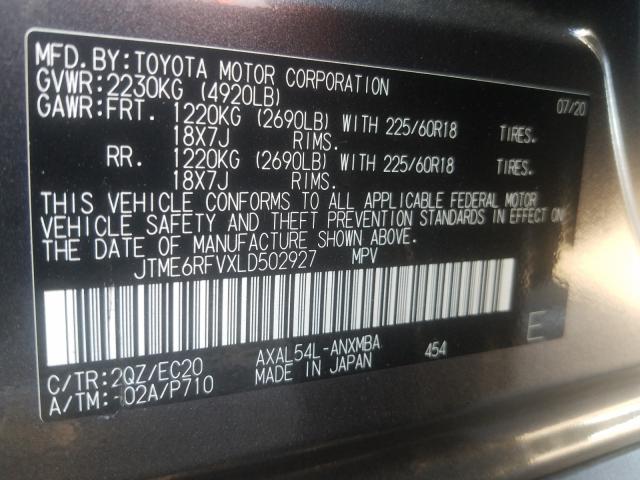 MFD.BY:TOYOTA MOTOR CORPORATION
GVWR:2230KG (4920LB) 07/20
GAWR:FRT. 1220KG (2690LB) WITH 225/60R18 TIRES.
18X7J RIMS.
RR. 1220KG (2690LB) WITH 225/60R18 TIRES.
18X7J RIMS.
THIS VEHICLE CONFORMS TO ALL APPLICABLE FEDERAL MOTOR
VEHICLE SAFETY AND THEFT PREVENTION STANDARDS IN EFFECT ON
THE DATE OF MANUFACTURE SHOWN ABOVE.
JTME6RFVXLD502927 MPV
E
C/TR:2QZ/EC20 AXAL54L-ANXMBA 454
A/TM:-02A/P710 MADE IN JAPAN